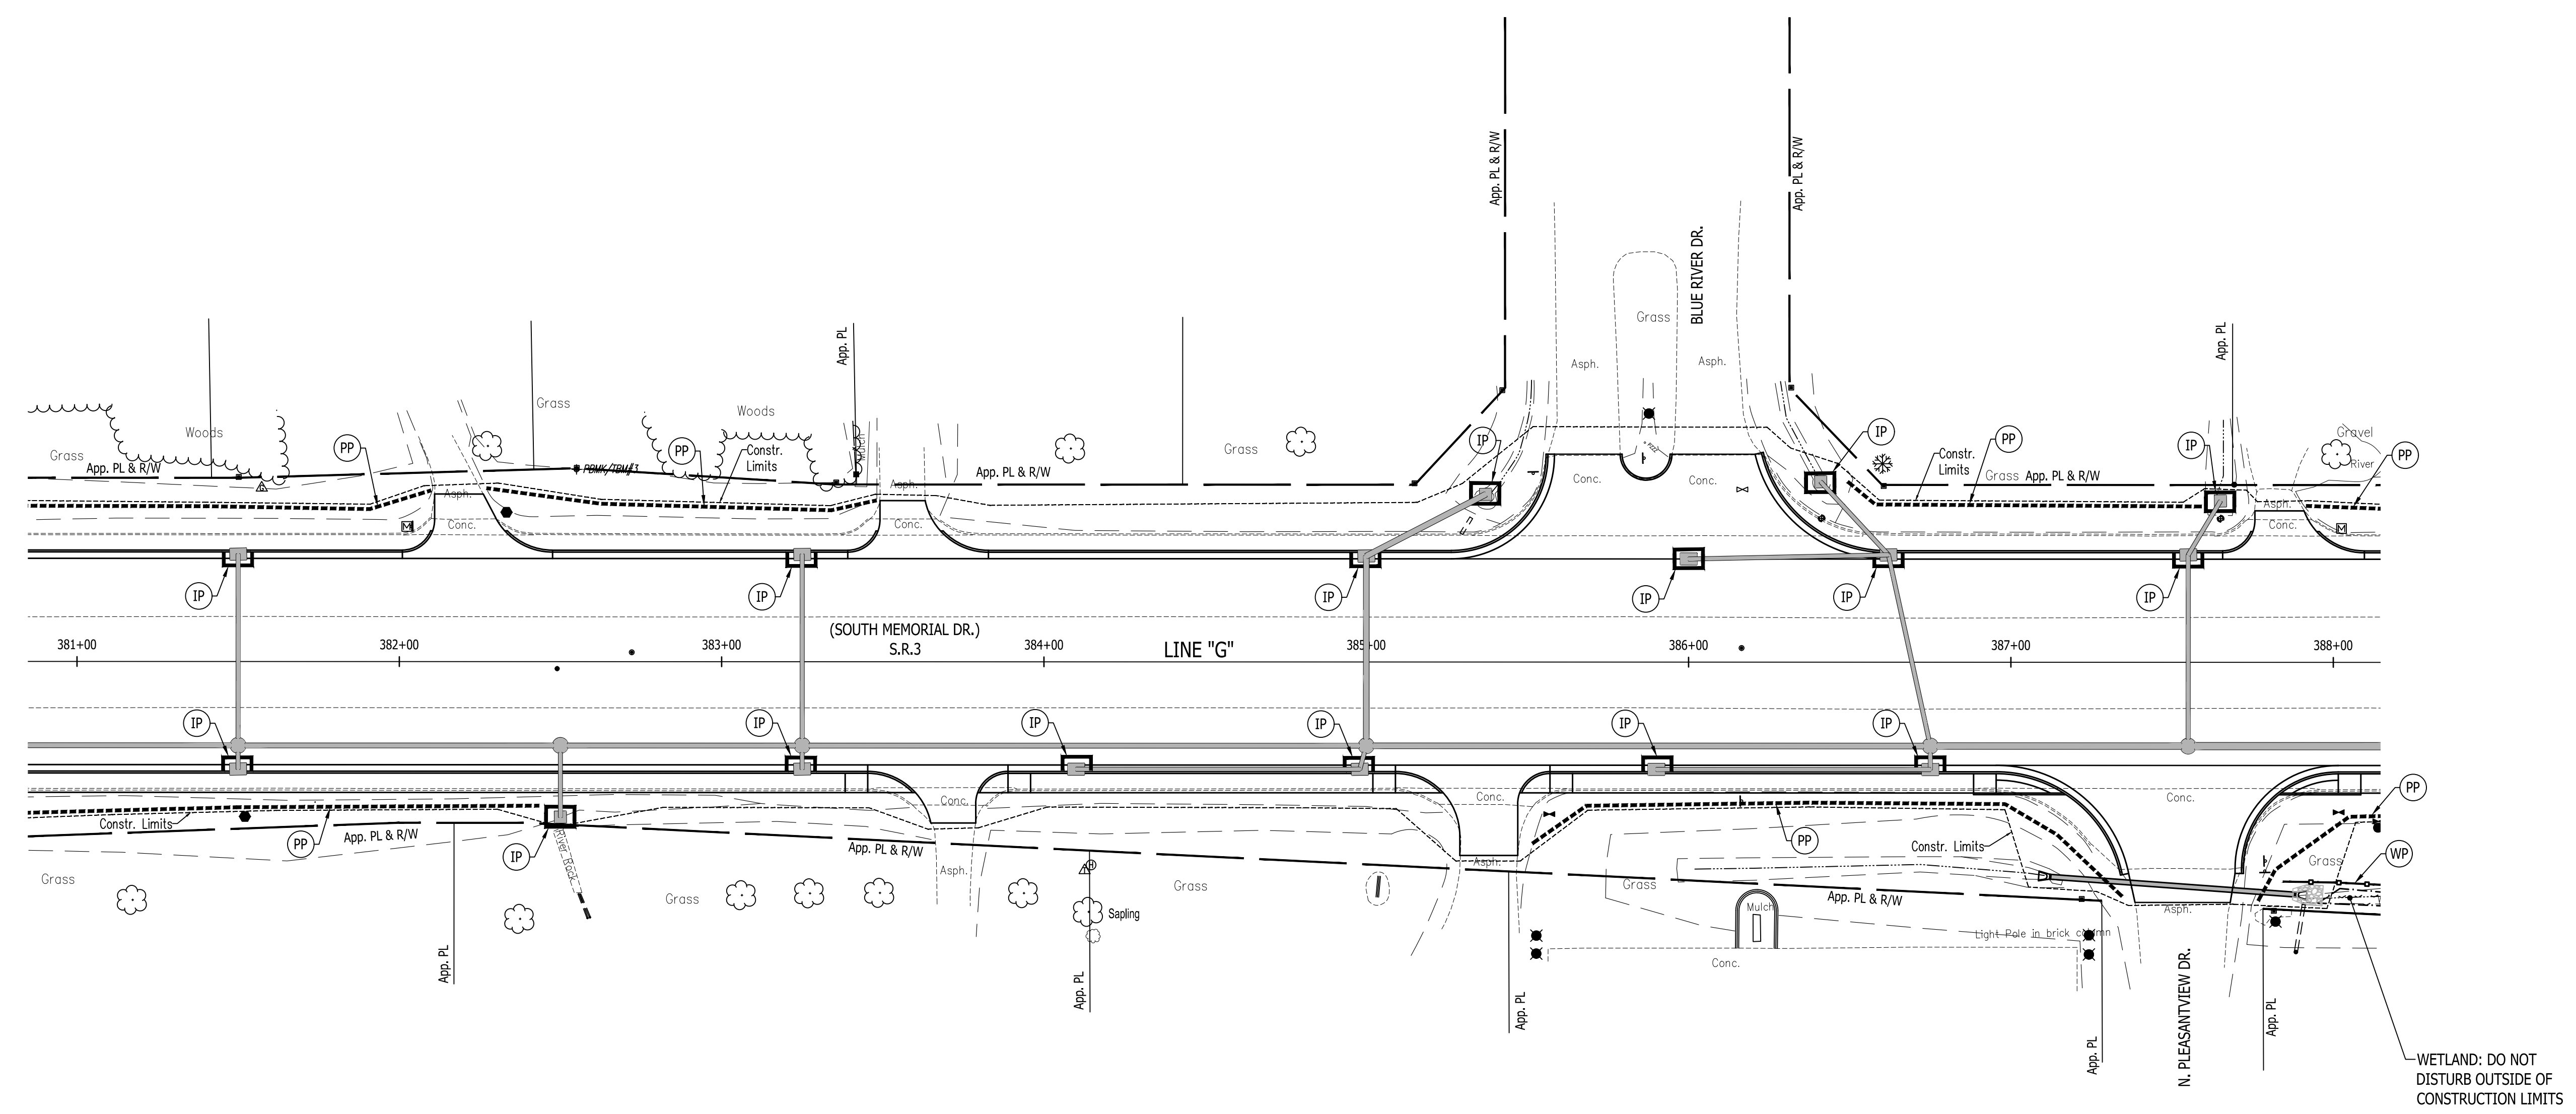 App. PL & R/W
App. PL & R/W
BLUE RIVER DR.
Grass
Asph.
Asph.
App. PL
App. PL
Grass
Woods
Woods
Grass
App. PL & R/W
PP
PBMK/TBM#3
PP
Constr.
Limits
Mulch
App. PL & R/W
Grass
IP
IP
Constr.
Limits
PP
Grass
App. PL & R/W
IP
Gravel
River
PP
Asph.
Conc.
M
Asph.
Conc.
Conc.
Conc.
Asph.
Conc.
M
IP
IP
IP
IP
IP
IP
(SOUTH MEMORIAL DR.)
S.R.3
LINE "G"
381+00
382+00
383+00
384+00
385+00
386+00
387+00
388+00
IP
IP
IP
IP
IP
IP
Constr. Limits
PP
App. PL & R/W
IP
River Rock
Conc.
Conc.
Conc.
PP
App. PL & R/W
Asph.
Asph.
PP
Constr. Limits
Grass
WP
Grass
Grass
Grass
H
Sapling
Grass
Mulch
App. PL & R/W
Light Pole in brick column
Conc.
Asph.
App. PL
App. PL
App. PL
App. PL
N. PLEASANTVIEW DR.
App. PL
WETLAND: DO NOT
DISTURB OUTSIDE OF
CONSTRUCTION LIMITS